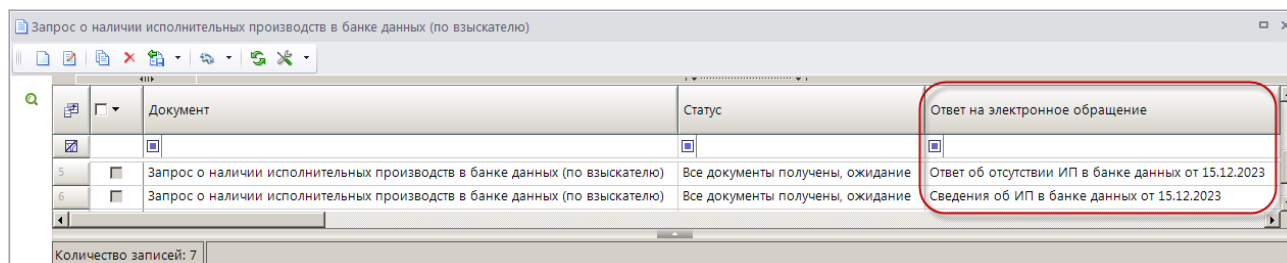 Запрос о наличии исполнительных производств в банке данных (по взыскателю)
Документ Статус Ответ на электронное обращение
5 Запрос о наличии исполнительных производств в банке данных (по взыскателю) Все документы получены, ожидание Ответ об отсутствии ИП в банке данных от 15.12.2023
6 Запрос о наличии исполнительных производств в банке данных (по взыскателю) Все документы получены, ожидание Сведения об ИП в банке данных от 15.12.2023
Количество записей: 7